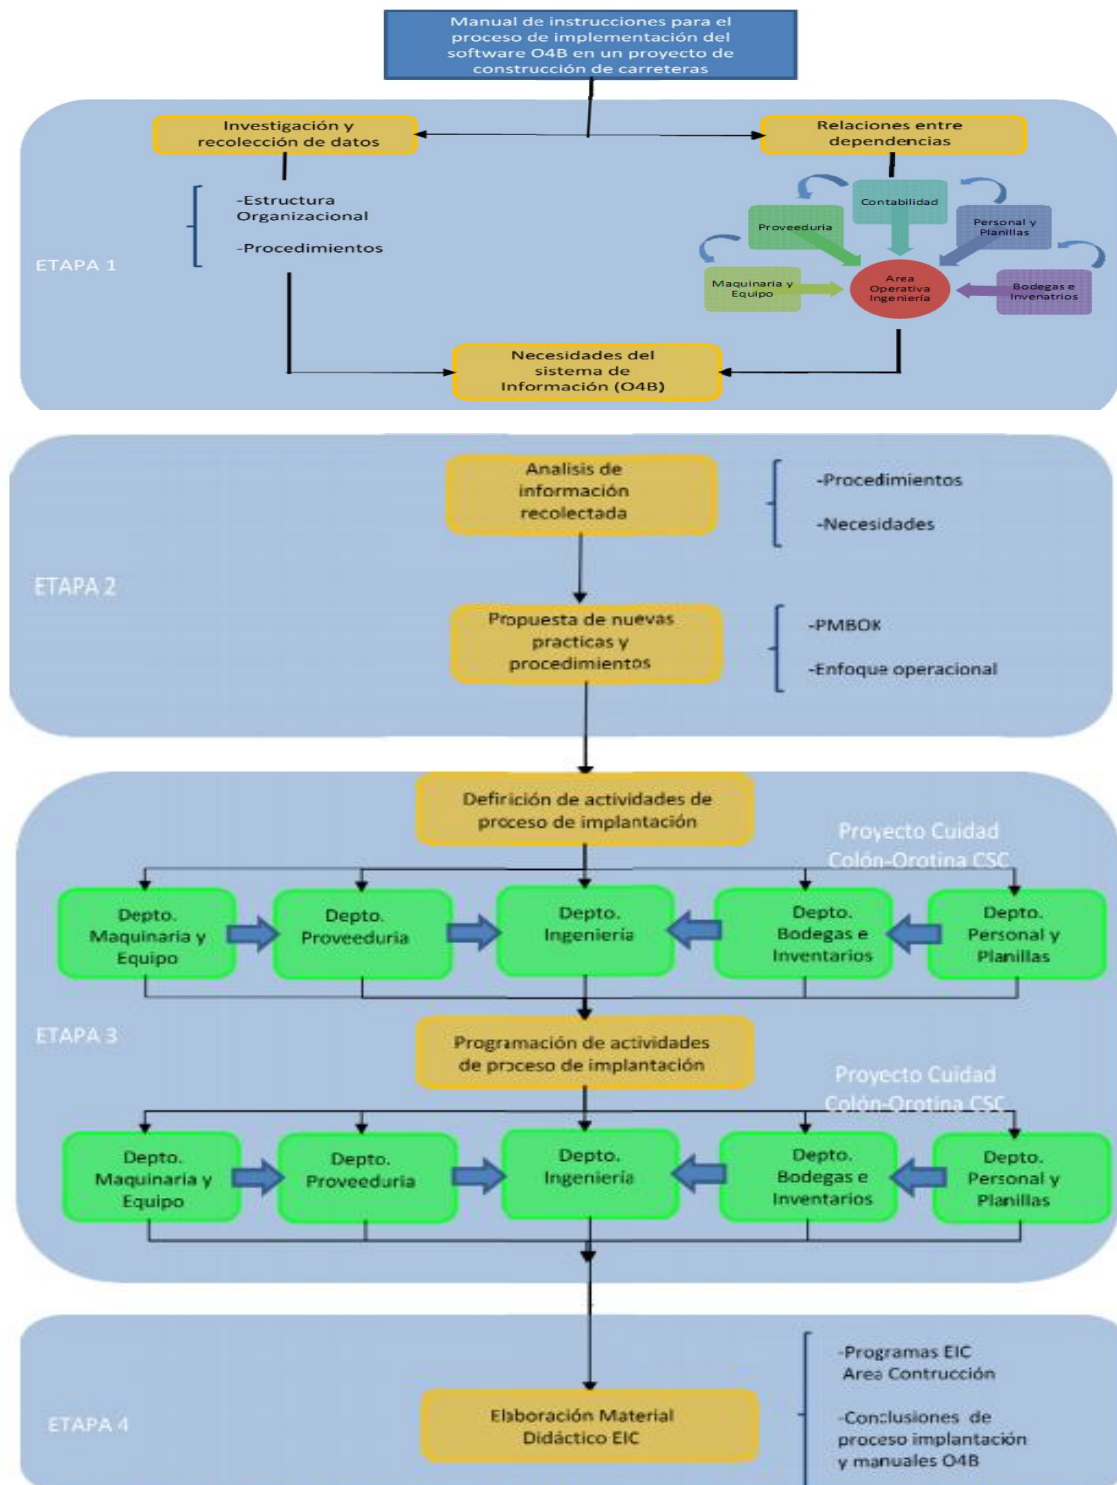 Manual de instrucciones para el
proceso de implementación del
software O4B en un proyecto de
construcción de carreteras
Investigación y
recolección de datos
Relaciones entre
dependencias
-Estructura
Organizacional
-Procedimientos
Contabilidad
Proveeduria
Personal y
Planillas
Maquinaria y
Equipo
Area
Operativa
Ingeniería
Bodegas e
Invenatrios
ETAPA 1
Necesidades del
sistema de
Información (O4B)
Analisis de
información
recolectada
-Procedimientos
-Necesidades
ETAPA 2
Propuesta de nuevas
practicas y
procedimientos
-PMBOK
-Enfoque operacional
Definición de actividades de
proceso de implantación
Proyecto Cuidad
Colón-Orotina CSC
Depto.
Maquinaria y
Equipo
Depto.
Proveeduria
Depto.
Ingeniería
Depto.
Bodegas e
Inventarios
Depto.
Personal y
Planillas
ETAPA 3
Programación de actividades
de proceso de implantación
Proyecto Cuidad
Colón-Orotina CSC
Depto.
Maquinaria y
Equipo
Depto.
Proveeduria
Depto.
Ingeniería
Depto.
Bodegas e
Inventarios
Depto.
Personal y
Planillas
ETAPA 4
Elaboración Material
Didáctico EIC
-Programas EIC
Area Contrucción
-Conclusiones de
proceso implantación
y manuales O4B